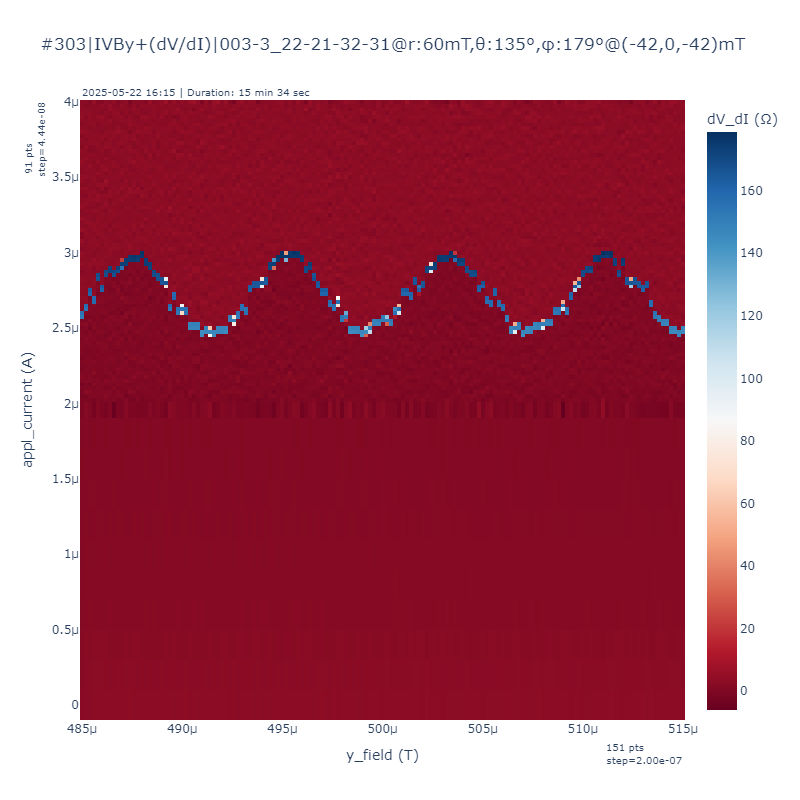 #303|IVBy+(dV/dI)|003-3_22-21-32-31@r:60mT,θ:135º,φ:179º@(-42,0,-42)mT
2025-05-22 16:15 | Duration: 15 min 34 sec
91 pts
step=4.44e-08
dV_dI (Ω)
4μ
3.5μ
3μ
2.5μ
2μ
1.5μ
1μ
0.5μ
0
appl_current (A)
160
140
120
100
80
60
40
20
0
485μ
490μ
495μ
500μ
505μ
510μ
515μ
y_field (T)
151 pts
step=2.00e-07